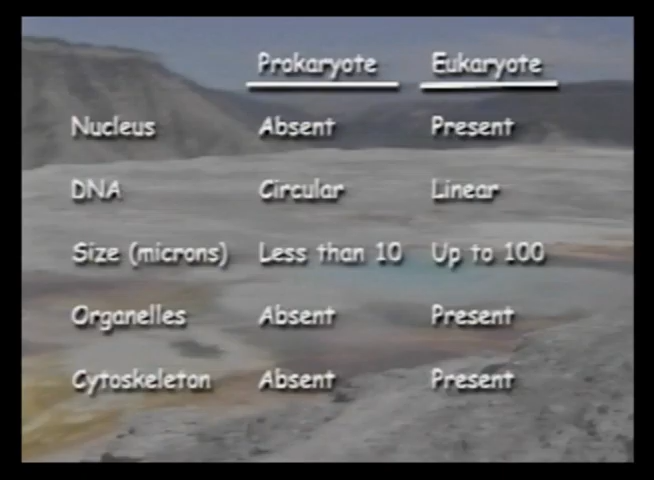 Prokaryote Eukaryote
Nucleus Absent Present
DNA Circular Linear
Size (microns) Less than 10 Up to 100
Organelles Absent Present
Cytoskeleton Absent Present